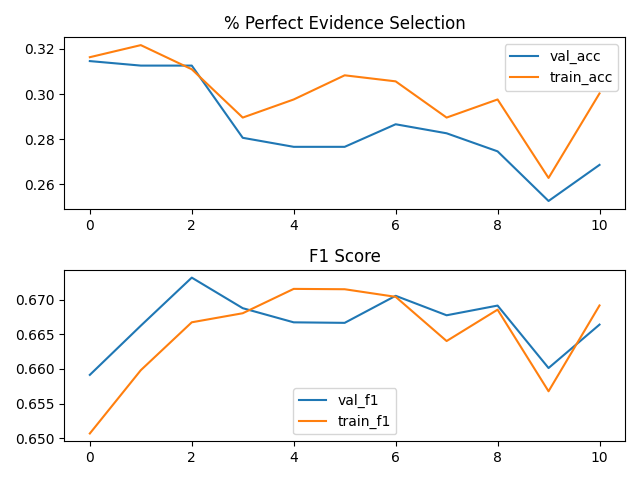 % Perfect Evidence Selection
0.32
0.30
0.28
0.26
val_acc
train_acc
0 2 4 6 8 10
F1 Score
0.670
0.665
0.660
0.655
0.650
val_f1
train_f1
0 2 4 6 8 10